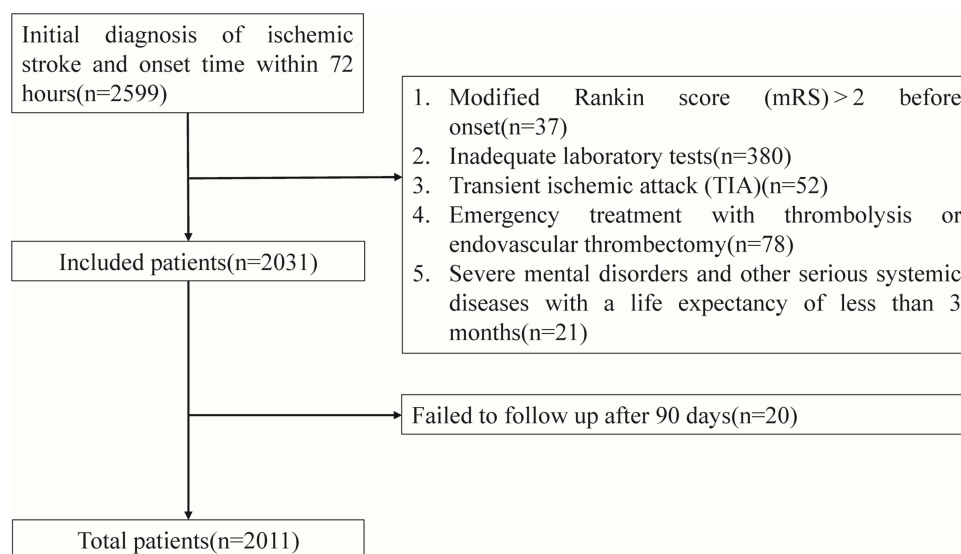 Initial diagnosis of ischemic
stroke and onset time within 72
hours(n=2599)
1. Modified Rankin score (mRS) > 2 before
onset(n=37)
2. Inadequate laboratory tests(n=380)
3. Transient ischemic attack (TIA)(n=52)
4. Emergency treatment with thrombolysis or
endovascular thrombectomy(n=78)
5. Severe mental disorders and other serious systemic
diseases with a life expectancy of less than 3
months(n=21)
Included patients(n=2031)
Failed to follow up after 90 days(n=20)
Total patients(n=2011)